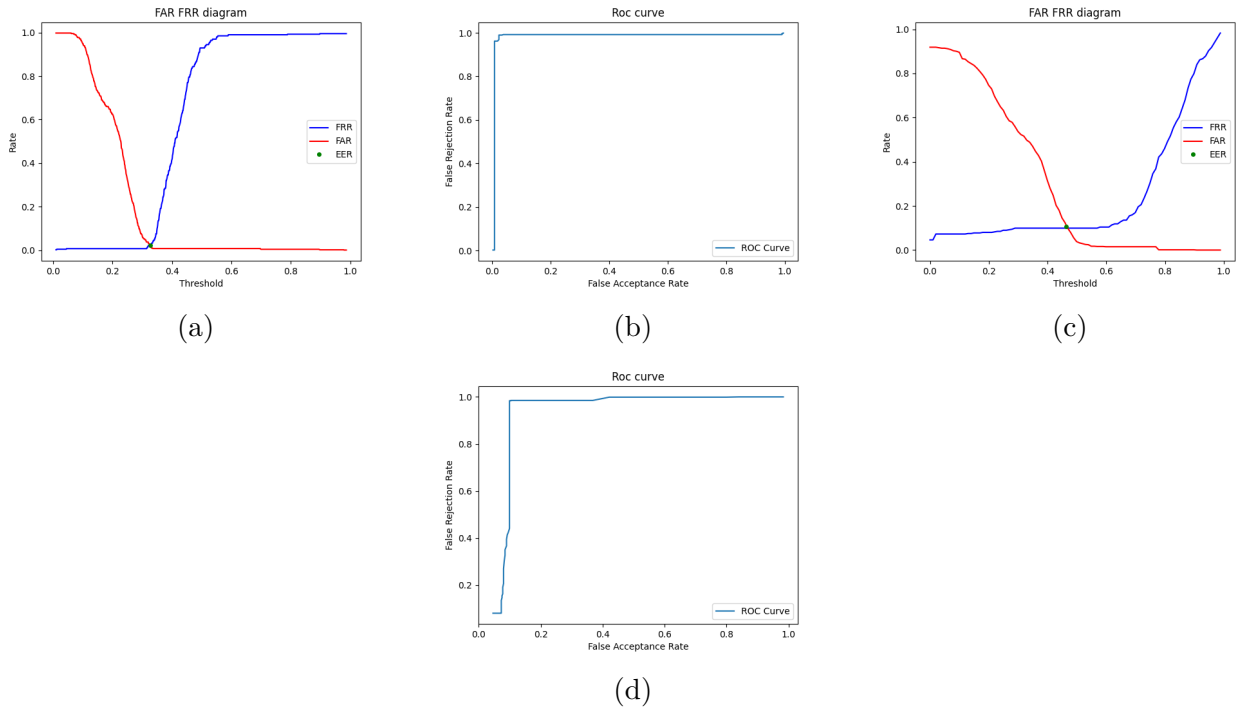 FAR FRR diagram
Rate
1.0
0.8
0.6
0.4
0.2
0.0
FRR
FAR
EER
0.0 0.2 0.4 0.6 0.8 1.0
Threshold
(a)
Roc curve
False Rejection Rate
1.0
0.8
0.6
0.4
0.2
0.0
ROC Curve
0.0 0.2 0.4 0.6 0.8 1.0
False Acceptance Rate
(b)
FAR FRR diagram
Rate
1.0
0.8
0.6
0.4
0.2
0.0
FRR
FAR
EER
0.0 0.2 0.4 0.6 0.8 1.0
Threshold
(c)
Roc curve
False Rejection Rate
1.0
0.8
0.6
0.4
0.2
ROC Curve
0.0 0.2 0.4 0.6 0.8 1.0
False Acceptance Rate
(d)